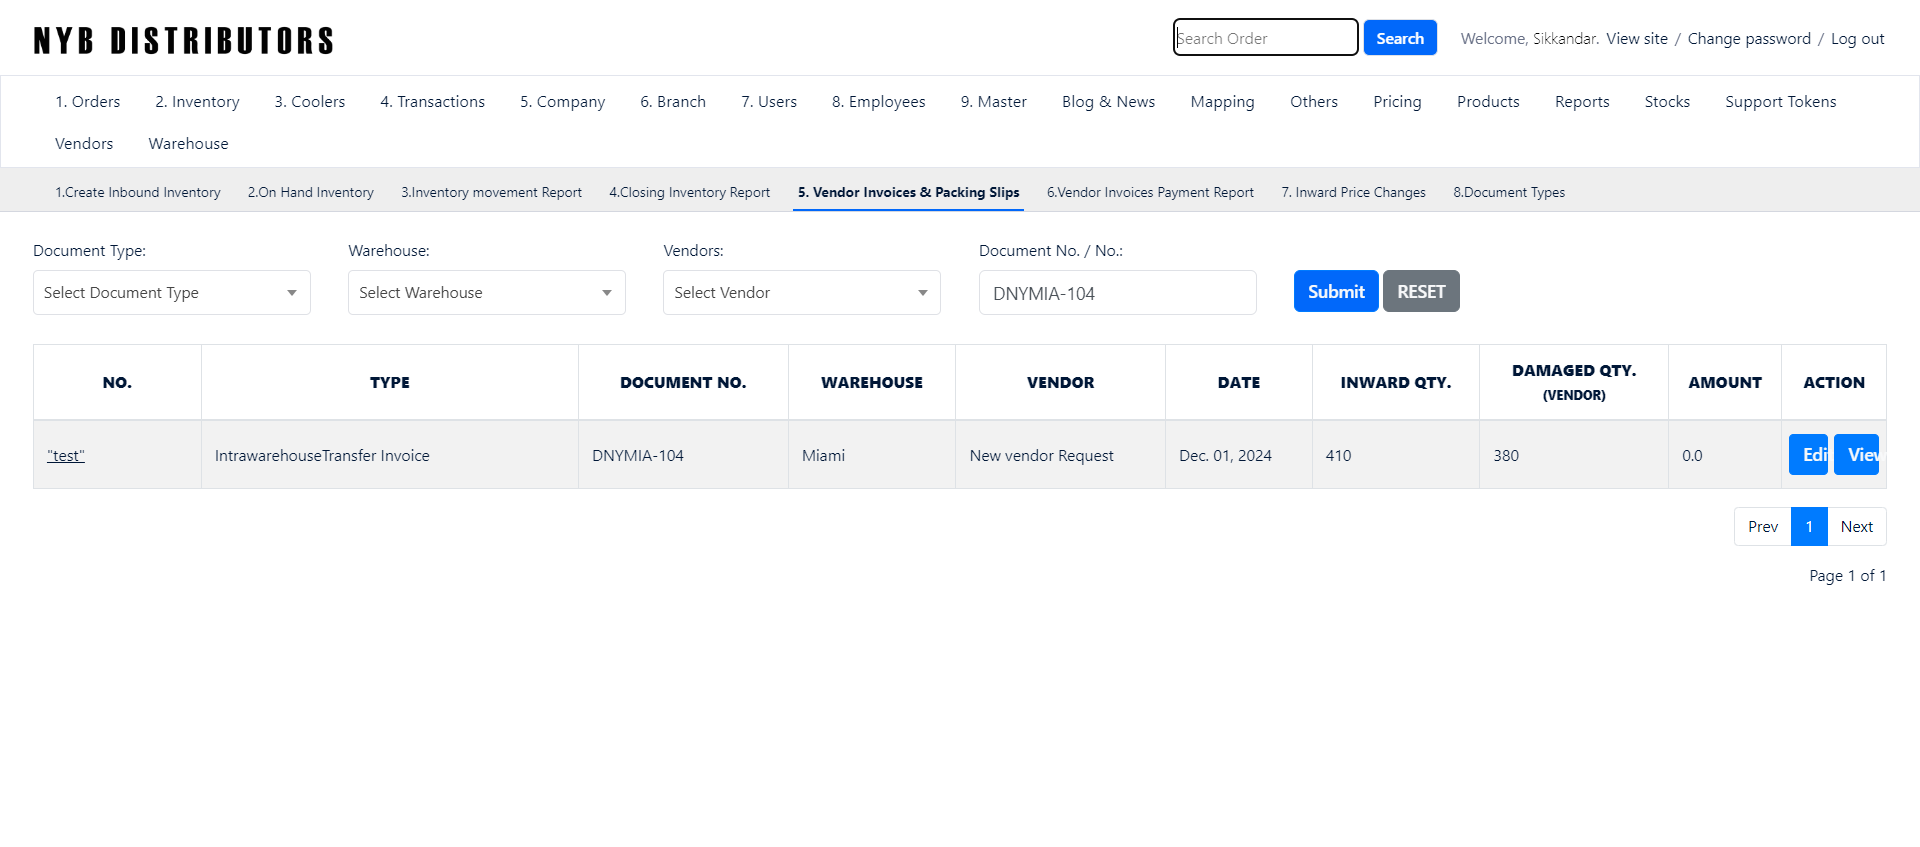 NYB DISTRIBUTORS
Search Order
Search
Welcome, Sikkandar. View site / Change password / Log out
1. Orders 2. Inventory 3. Coolers 4. Transactions 5. Company 6. Branch 7. Users 8. Employees 9. Master Blog & News Mapping Others Pricing Products Reports Stocks Support Tokens
Vendors Warehouse
1.Create Inbound Inventory 2.On Hand Inventory 3.Inventory movement Report 4.Closing Inventory Report 5. Vendor Invoices & Packing Slips 6.Vendor Invoices Payment Report 7. Inward Price Changes 8.Document Types
Document Type: Warehouse: Vendors: Document No. / No.:
Select Document Type Select Warehouse Select Vendor DNYMIA-104 Submit RESET
NO. TYPE DOCUMENT NO. WAREHOUSE VENDOR DATE INWARD QTY. DAMAGED QTY. (VENDOR) AMOUNT ACTION
"test" IntrawarehouseTransfer Invoice DNYMIA-104 Miami New vendor Request Dec. 01, 2024 410 380 0.0 Edi View
Prev 1 Next
Page 1 of 1